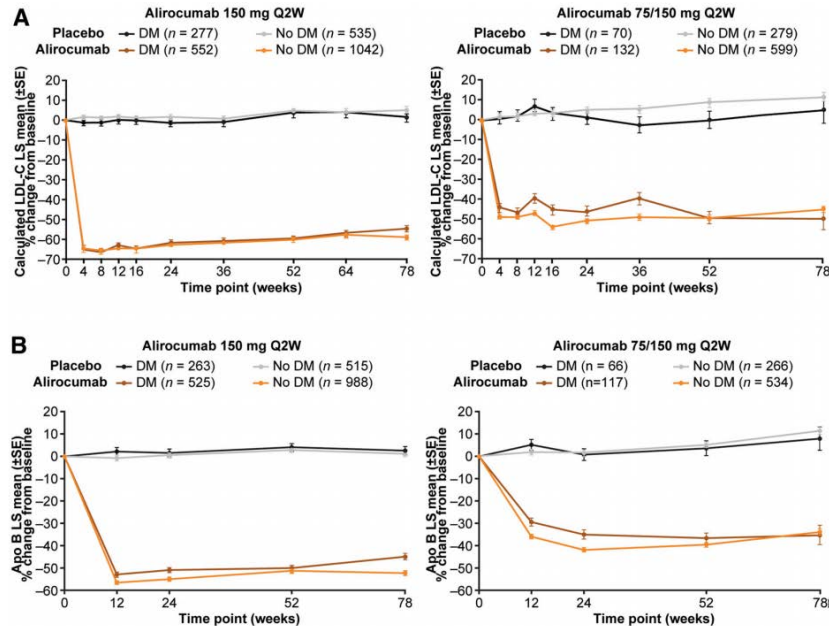 A
Alirocumab 150 mg Q2W
Placebo DM (n = 277) No DM (n = 535)
Alirocumab DM (n = 552) No DM (n = 1042)
Calculated LDL-C LS mean (±SE)
% change from baseline
20
10
0
–10
–20
–30
–40
–50
–60
–70
0 4 8 12 16 24 36 52 64 78
Time point (weeks)
Alirocumab 75/150 mg Q2W
Placebo DM (n = 70) No DM (n = 279)
Alirocumab DM (n = 132) No DM (n = 599)
Calculated LDL-C LS mean (±SE)
% change from baseline
20
10
0
–10
–20
–30
–40
–50
–60
–70
0 4 8 12 16 24 36 52 78
Time point (weeks)
B
Alirocumab 150 mg Q2W
Placebo DM (n = 263) No DM (n = 515)
Alirocumab DM (n = 525) No DM (n = 988)
Apo B LS mean (±SE)
% change from baseline
20
10
0
–10
–20
–30
–40
–50
–60
0 12 24 52 78
Time point (weeks)
Alirocumab 75/150 mg Q2W
Placebo DM (n = 66) No DM (n = 266)
Alirocumab DM (n=117) No DM (n = 534)
Apo B LS mean (±SE)
% change from baseline
20
10
0
–10
–20
–30
–40
–50
–60
0 12 24 52 78
Time point (weeks)